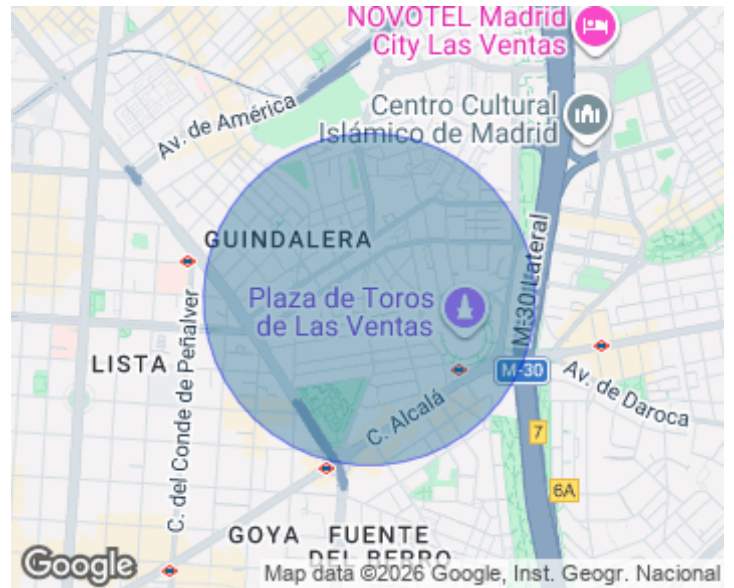 NOVOTEL Madrid
City Las Ventas
Av. de América
Centro Cultural
Islámico de Madrid
GUINDALERA
M-30 Lateral
Plaza de Toros
de Las Ventas
LISTA
C. del Conde de Peñalver
M-30
Av. de Daroca
C. Alcalá
7
6A
GOYA
FUENTE
DEL BERRO
Google
Map data ©2026 Google, Inst. Geogr. Nacional